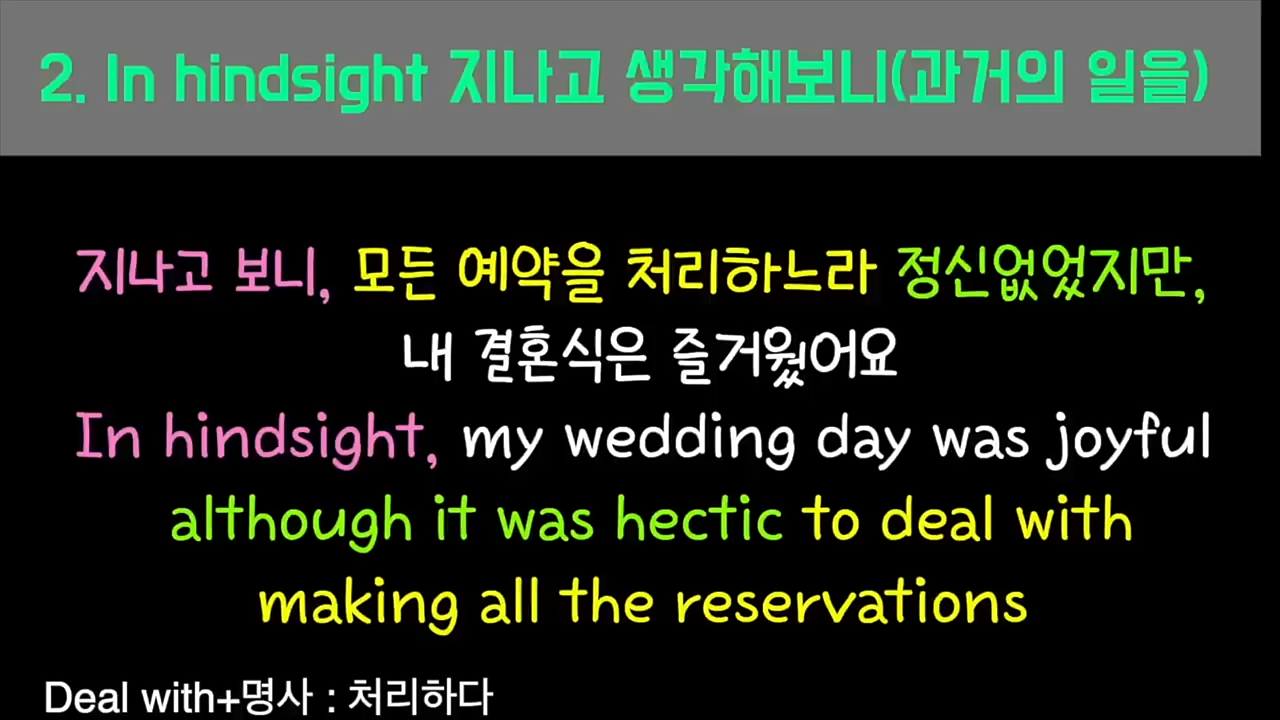 2. In hindsight 지나고 생각해보니(과거의 일을)
지나고 보니, 모든 예약을 처리하느라 정신없었지만,
내 결혼식은 즐거웠어요
In hindsight, my wedding day was joyful
although it was hectic to deal with
making all the reservations
Deal with+명사 : 처리하다